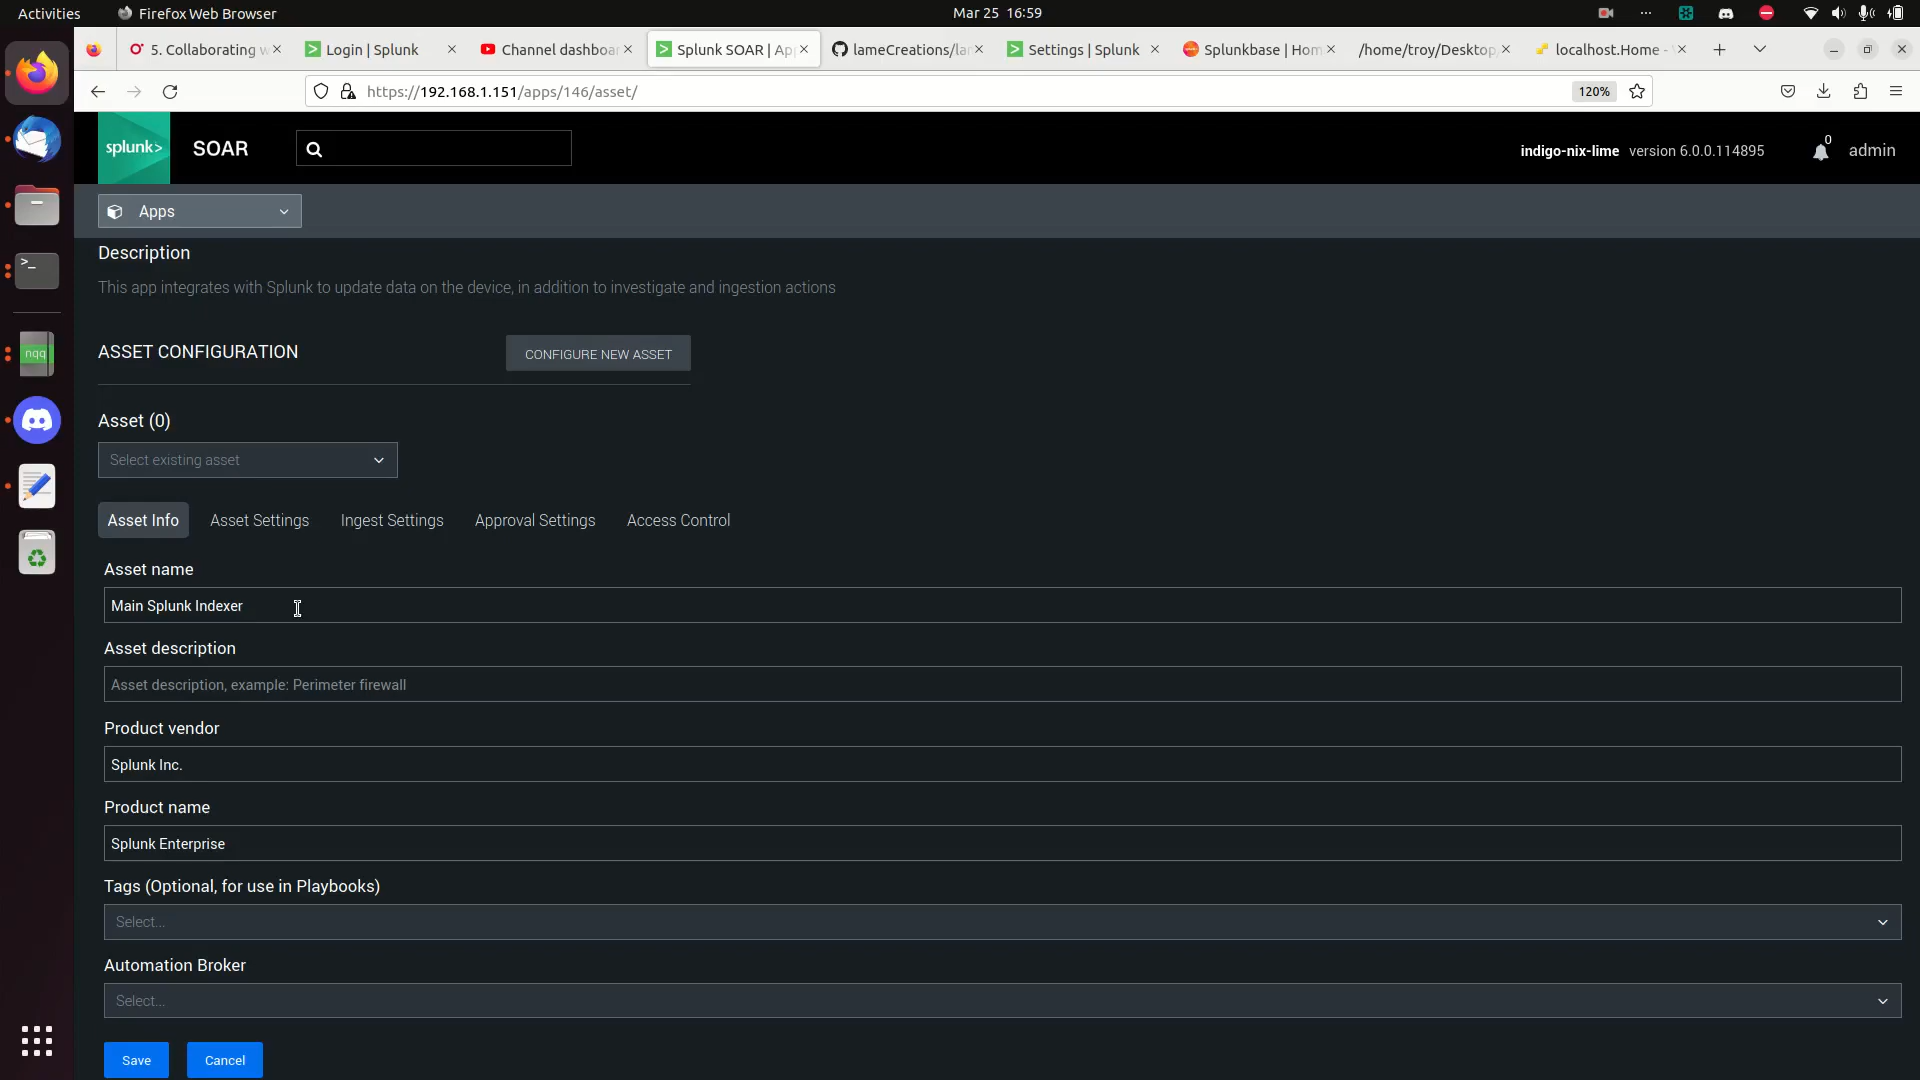 Activities
Firefox Web Browser
Mar 25 16:59
5. Collaborating w
Login | Splunk
Channel dashboa
Splunk SOAR | Ap
lameCreations/la
Settings | Splunk
Splunkbase | Hom
/home/troy/Desktop
localhost.Home -
https://192.168.1.151/apps/146/asset/
120%
splunk>
SOAR
indigo-nix-lime version 6.0.0.114895
0
admin
Apps
Description
This app integrates with Splunk to update data on the device, in addition to investigate and ingestion actions
ASSET CONFIGURATION
CONFIGURE NEW ASSET
Asset (0)
Select existing asset
Asset Info
Asset Settings
Ingest Settings
Approval Settings
Access Control
Asset name
Main Splunk Indexer
Asset description
Asset description, example: Perimeter firewall
Product vendor
Splunk Inc.
Product name
Splunk Enterprise
Tags (Optional, for use in Playbooks)
Select...
Automation Broker
Select...
Save
Cancel
nqq